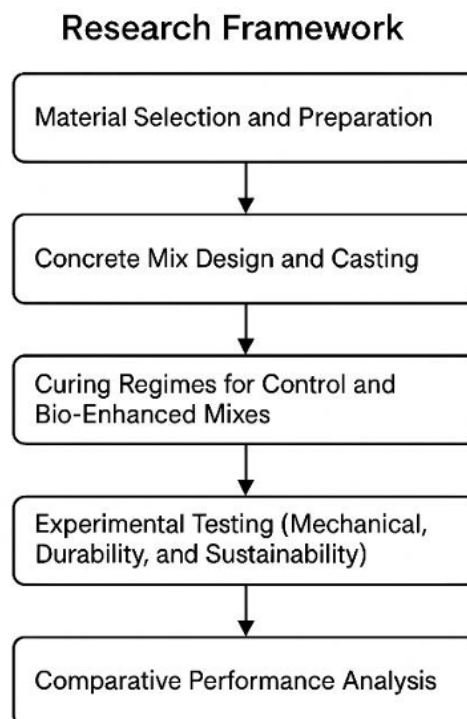 Research Framework
Material Selection and Preparation
Concrete Mix Design and Casting
Curing Regimes for Control and
Bio-Enhanced Mixes
Experimental Testing (Mechanical,
Durability, and Sustainability)
Comparative Performance Analysis